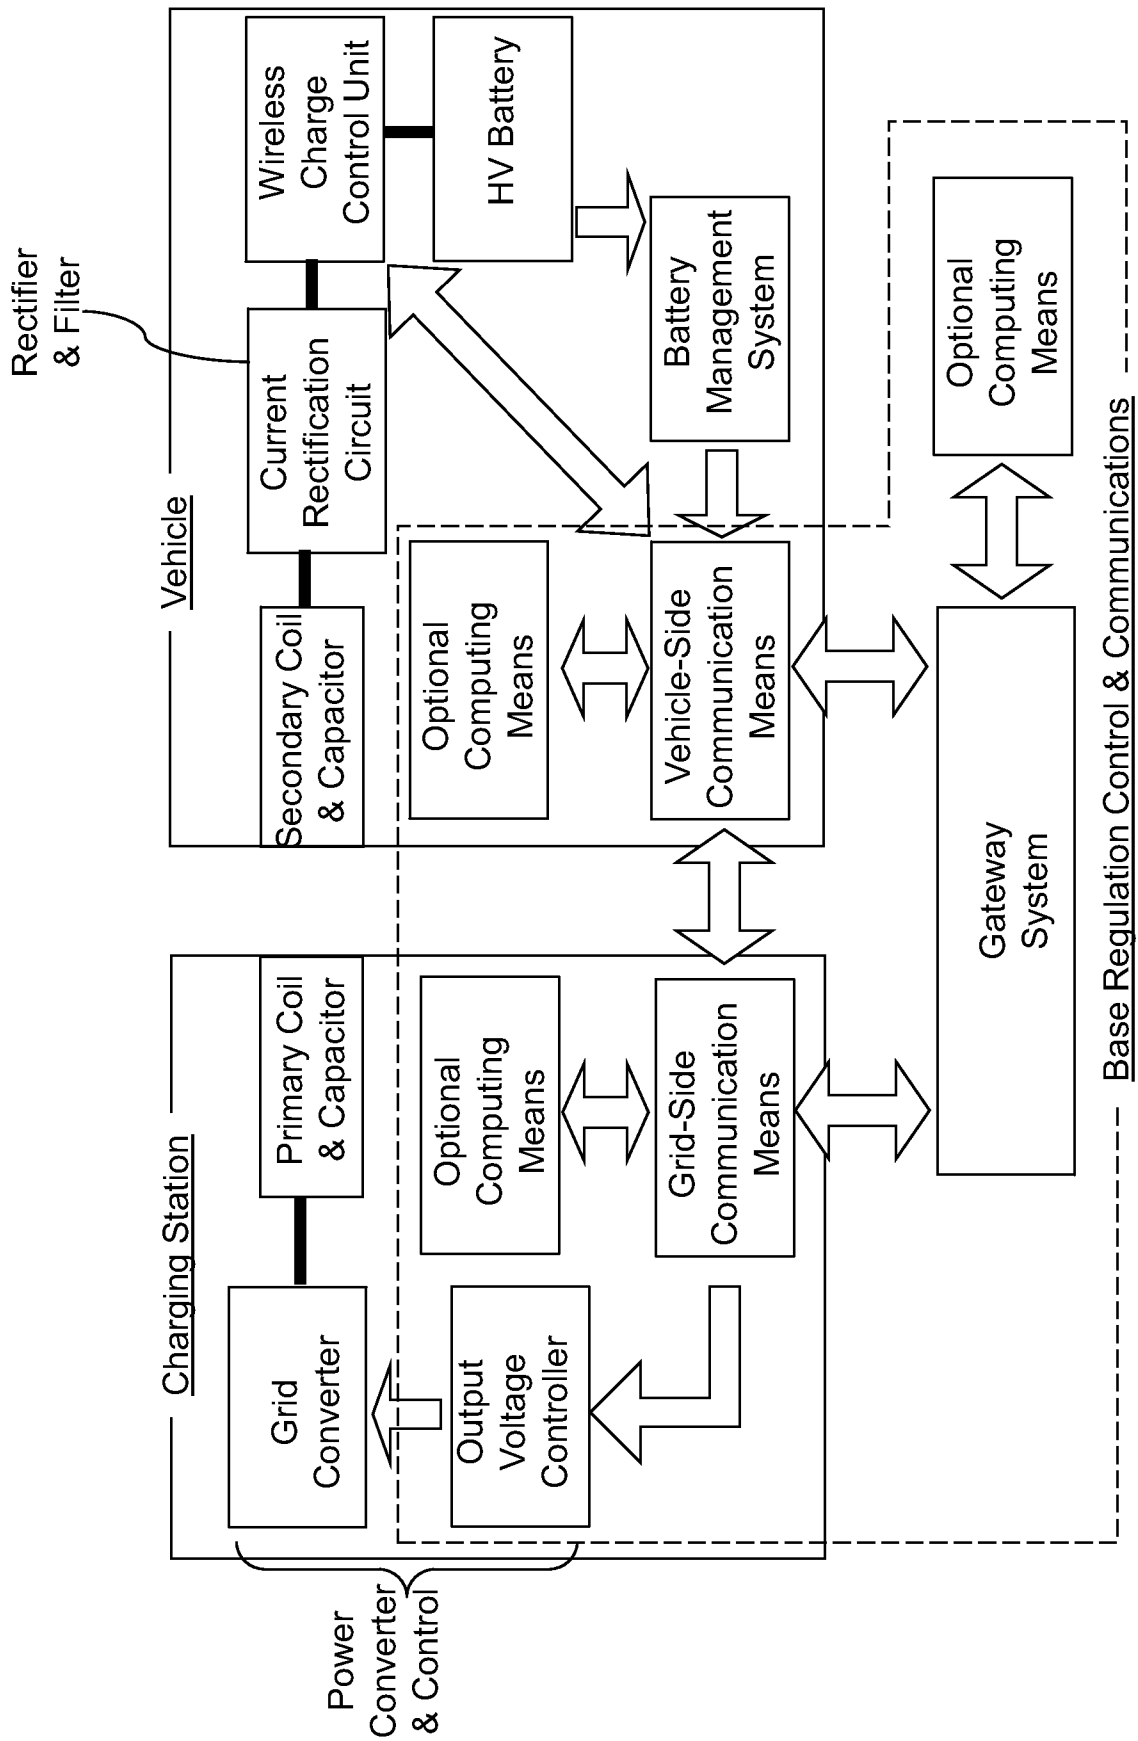 Rectifier
& Filter
Charging Station
Vehicle
Grid
Converter
Primary Coil
& Capacitor
Secondary Coil
& Capacitor
Current
Rectification
Circuit
Wireless
Charge
Control Unit
Power
Converter
& Control
Output
Voltage
Controller
Optional
Computing
Means
Optional
Computing
Means
HV Battery
Grid-Side
Communication
Means
Vehicle-Side
Communication
Means
Battery
Management
System
Gateway
System
Optional
Computing
Means
Base Regulation Control & Communications